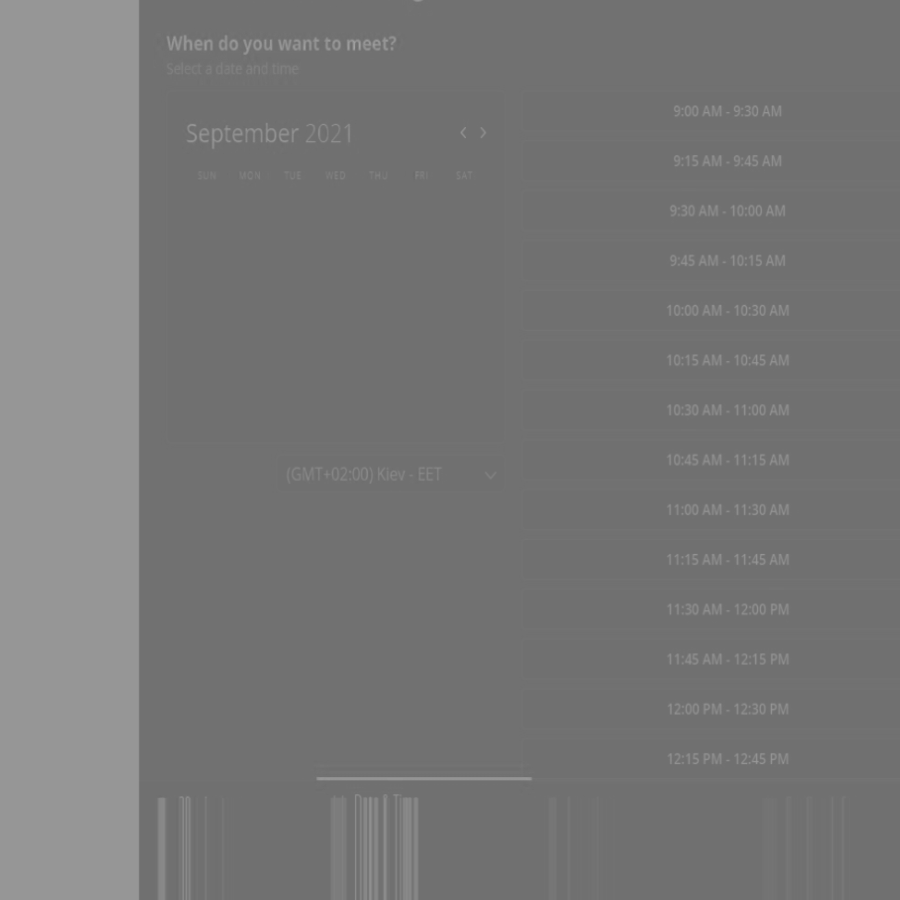 When do you want to meet?
Select a date and time
September 2021
SUN MON TUE WED THU FRI SAT
(GMT+02:00) Kiev - EET
9:00 AM - 9:30 AM
9:15 AM - 9:45 AM
9:30 AM - 10:00 AM
9:45 AM - 10:15 AM
10:00 AM - 10:30 AM
10:15 AM - 10:45 AM
10:30 AM - 11:00 AM
10:45 AM - 11:15 AM
11:00 AM - 11:30 AM
11:15 AM - 11:45 AM
11:30 AM - 12:00 PM
11:45 AM - 12:15 PM
12:00 PM - 12:30 PM
12:15 PM - 12:45 PM